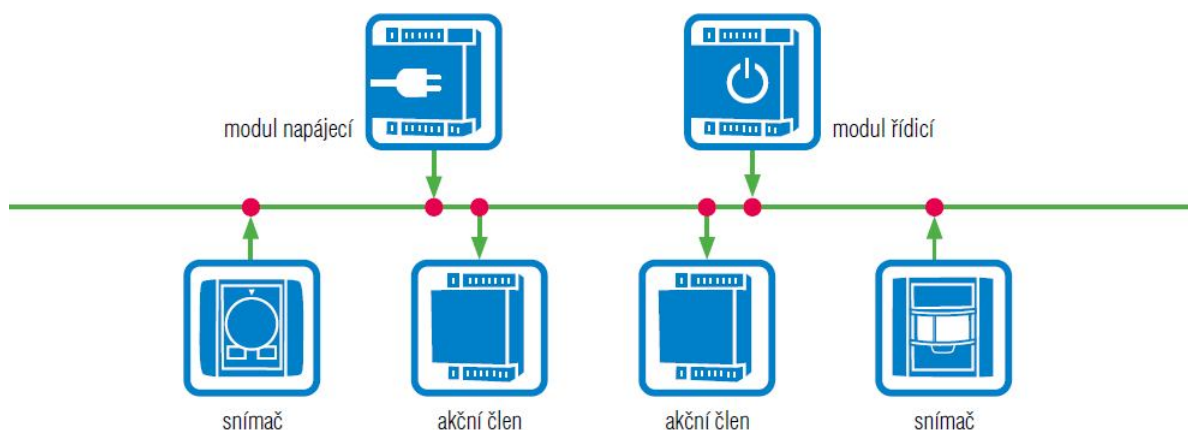 modul napájecí
modul řídicí
snímač
akční člen
akční člen
snímač